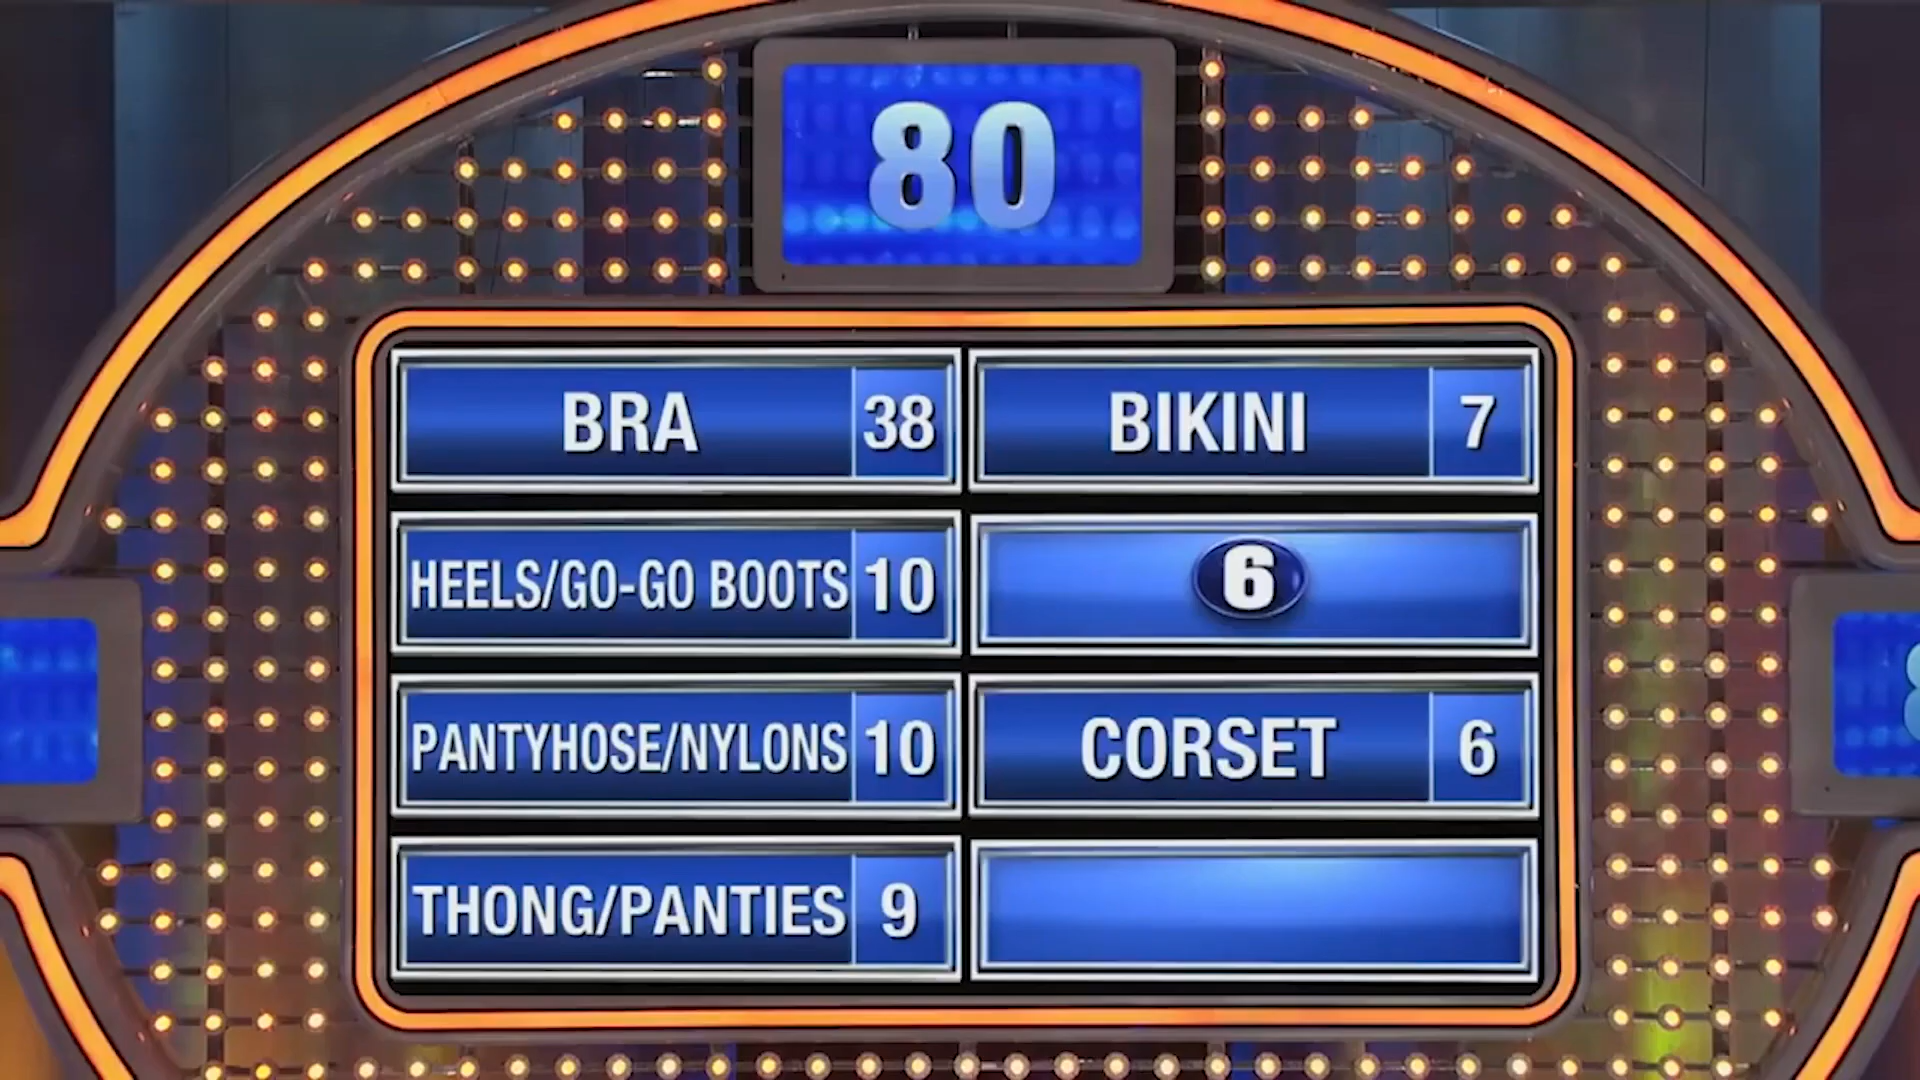 80
BRA 38
HEELS/GO-GO BOOTS 10
PANTYHOSE/NYLONS 10
THONG/PANTIES 9
BIKINI 7
6
CORSET 6